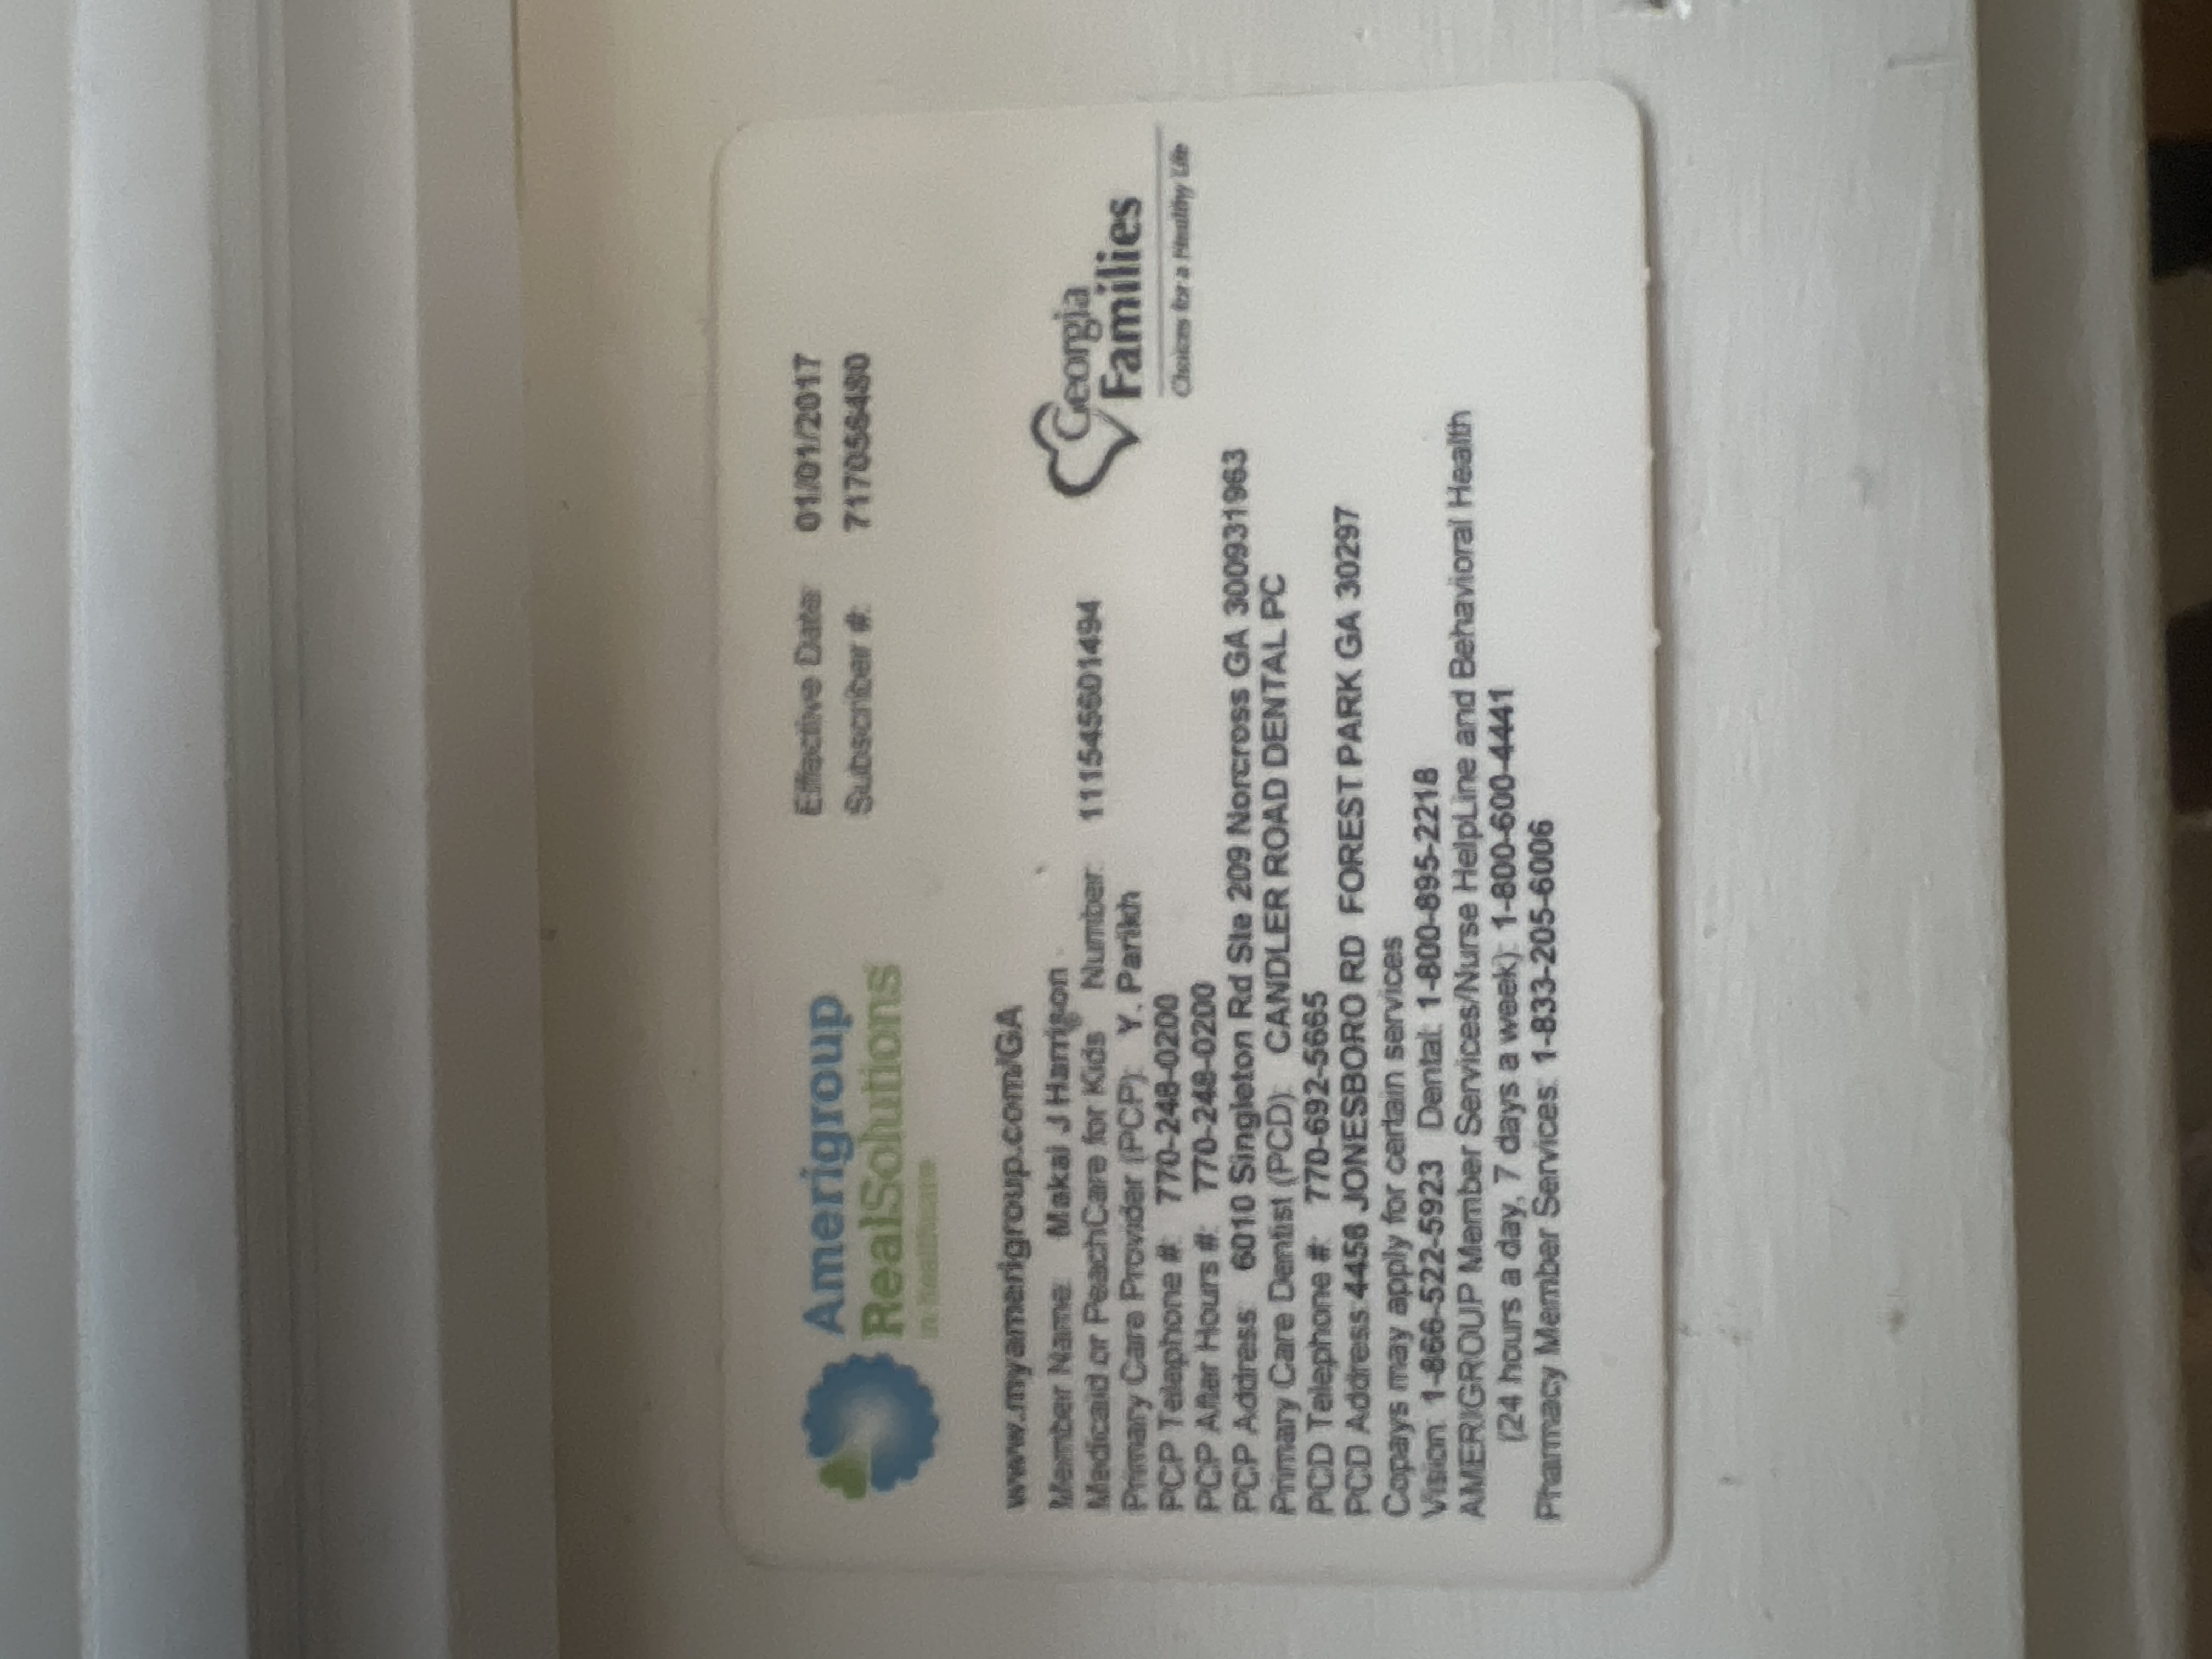 Amerigroup
RealSolutions
in healthcare
Effective Date: 01/01/2017
Subscriber #: 717056480
www.myamerigroup.com/GA
Member Name: Makai J Harrison
Medicaid or PeachCare for Kids Number: 111545601494
Primary Care Provider (PCP): Y. Parikh
PCP Telephone #: 770-248-0200
PCP After Hours #: 770-248-0200
PCP Address: 6010 Singleton Rd Ste 209 Norcross GA 300931963
Primary Care Dentist (PCD): CANDLER ROAD DENTAL PC
PCD Telephone #: 770-692-5665
PCD Address: 4458 JONESBORO RD FOREST PARK GA 30297
Copays may apply for certain services
Vision: 1-866-522-5923 Dental: 1-800-895-2218
AMERIGROUP Member Services/Nurse HelpLine and Behavioral Health
(24 hours a day, 7 days a week): 1-800-600-4441
Pharmacy Member Services: 1-833-205-6006
Georgia
Families
Choices for a Healthy Life